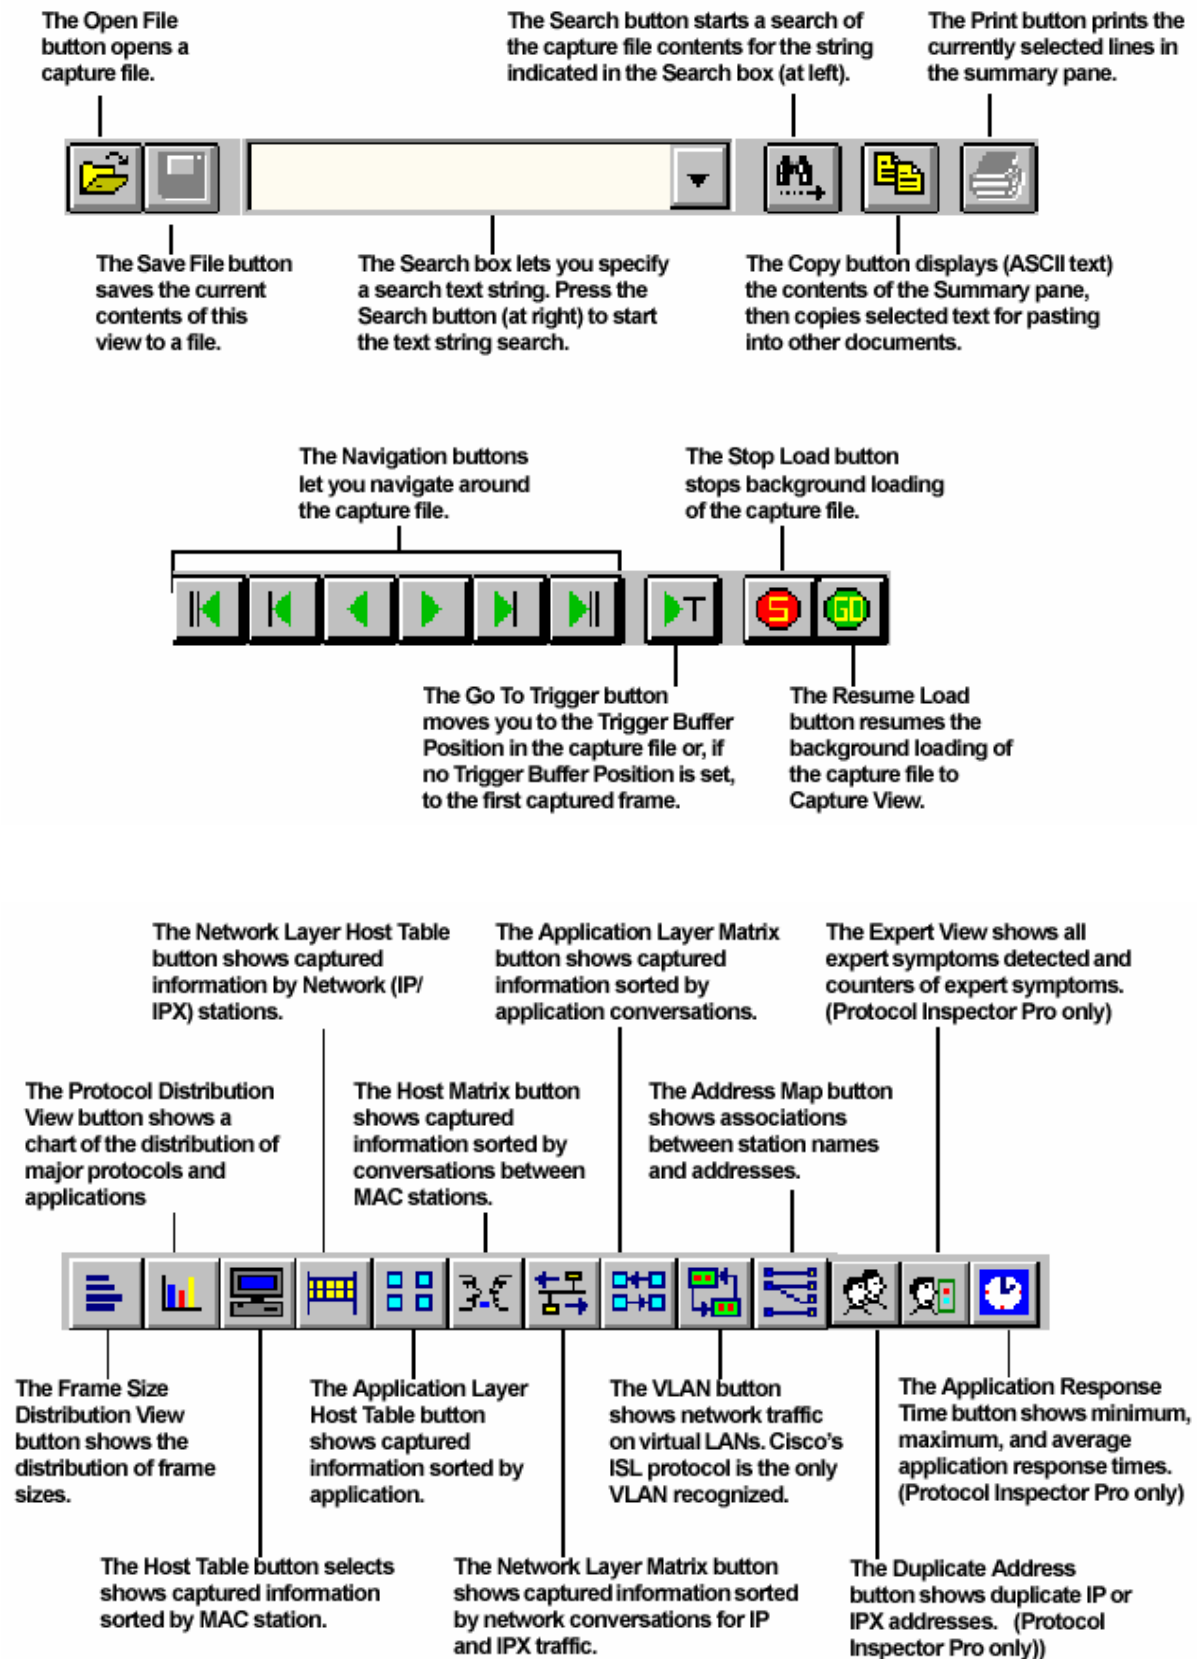 The Open File
button opens a
capture file.
The Search button starts a search of
the capture file contents for the string
indicated in the Search box (at left).
The Print button prints the
currently selected lines in
the summary pane.
The Save File button
saves the current
contents of this
view to a file.
The Search box lets you specify
a search text string. Press the
Search button (at right) to start
the text string search.
The Copy button displays (ASCII text)
the contents of the Summary pane,
then copies selected text for pasting
into other documents.
The Navigation buttons
let you navigate around
the capture file.
The Stop Load button
stops background loading
of the capture file.
T
S
GO
The Go To Trigger button
moves you to the Trigger Buffer
Position in the capture file or, if
no Trigger Buffer Position is set,
to the first captured frame.
The Resume Load
button resumes the
background loading of
the capture file to
Capture View.
The Network Layer Host Table
button shows captured
information by Network (IP/
IPX) stations.
The Application Layer Matrix
button shows captured
information sorted by
application conversations.
The Expert View shows all
expert symptoms detected and
counters of expert symptoms.
(Protocol Inspector Pro only)
The Protocol Distribution
View button shows a
chart of the distribution of
major protocols and
applications
The Host Matrix button
shows captured
information sorted by
conversations between
MAC stations.
The Address Map button
shows associations
between station names
and addresses.
The Frame Size
Distribution View
button shows the
distribution of frame
sizes.
The Application Layer
Host Table button
shows captured
information sorted by
application.
The VLAN button
shows network traffic
on virtual LANs. Cisco's
ISL protocol is the only
VLAN recognized.
The Application Response
Time button shows minimum,
maximum, and average
application response times.
(Protocol Inspector Pro only)
The Host Table button selects
shows captured information
sorted by MAC station.
The Network Layer Matrix button
shows captured information sorted
by network conversations for IP
and IPX traffic.
The Duplicate Address
button shows duplicate IP or
IPX addresses. (Protocol
Inspector Pro only))